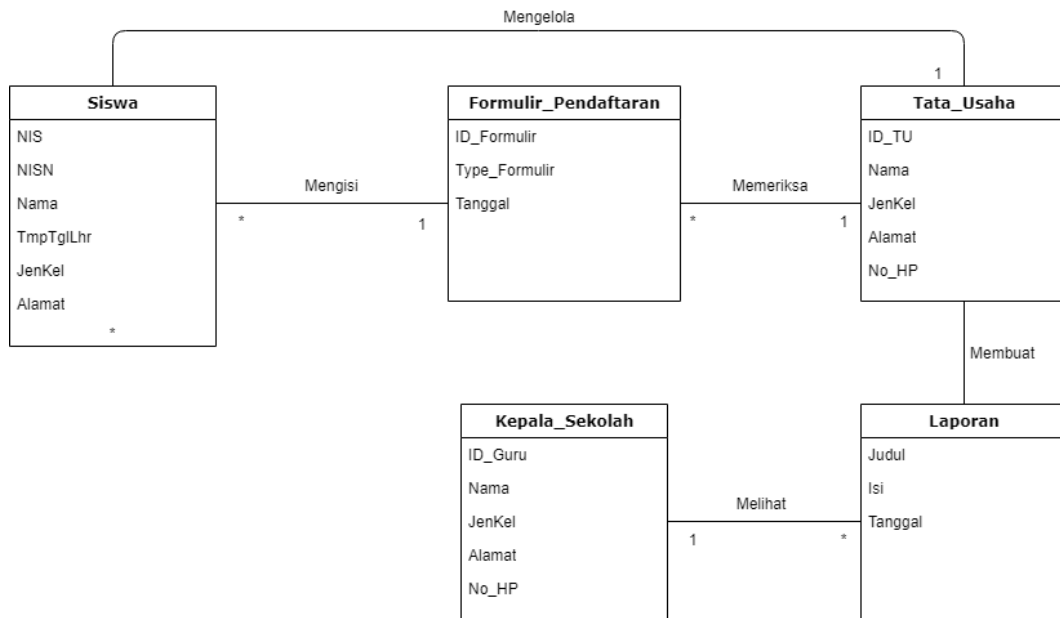 Mengelola
1
Siswa
NIS
NISN
Nama
TmpTglLhr
JenKel
Alamat
*
Mengisi
*
1
Formulir_Pendaftaran
ID_Formulir
Type_Formulir
Tanggal
Memeriksa
*
1
Tata_Usaha
ID_TU
Nama
JenKel
Alamat
No_HP
Membuat
Kepala_Sekolah
ID_Guru
Nama
JenKel
Alamat
No_HP
Melihat
1
*
Laporan
Judul
Isi
Tanggal